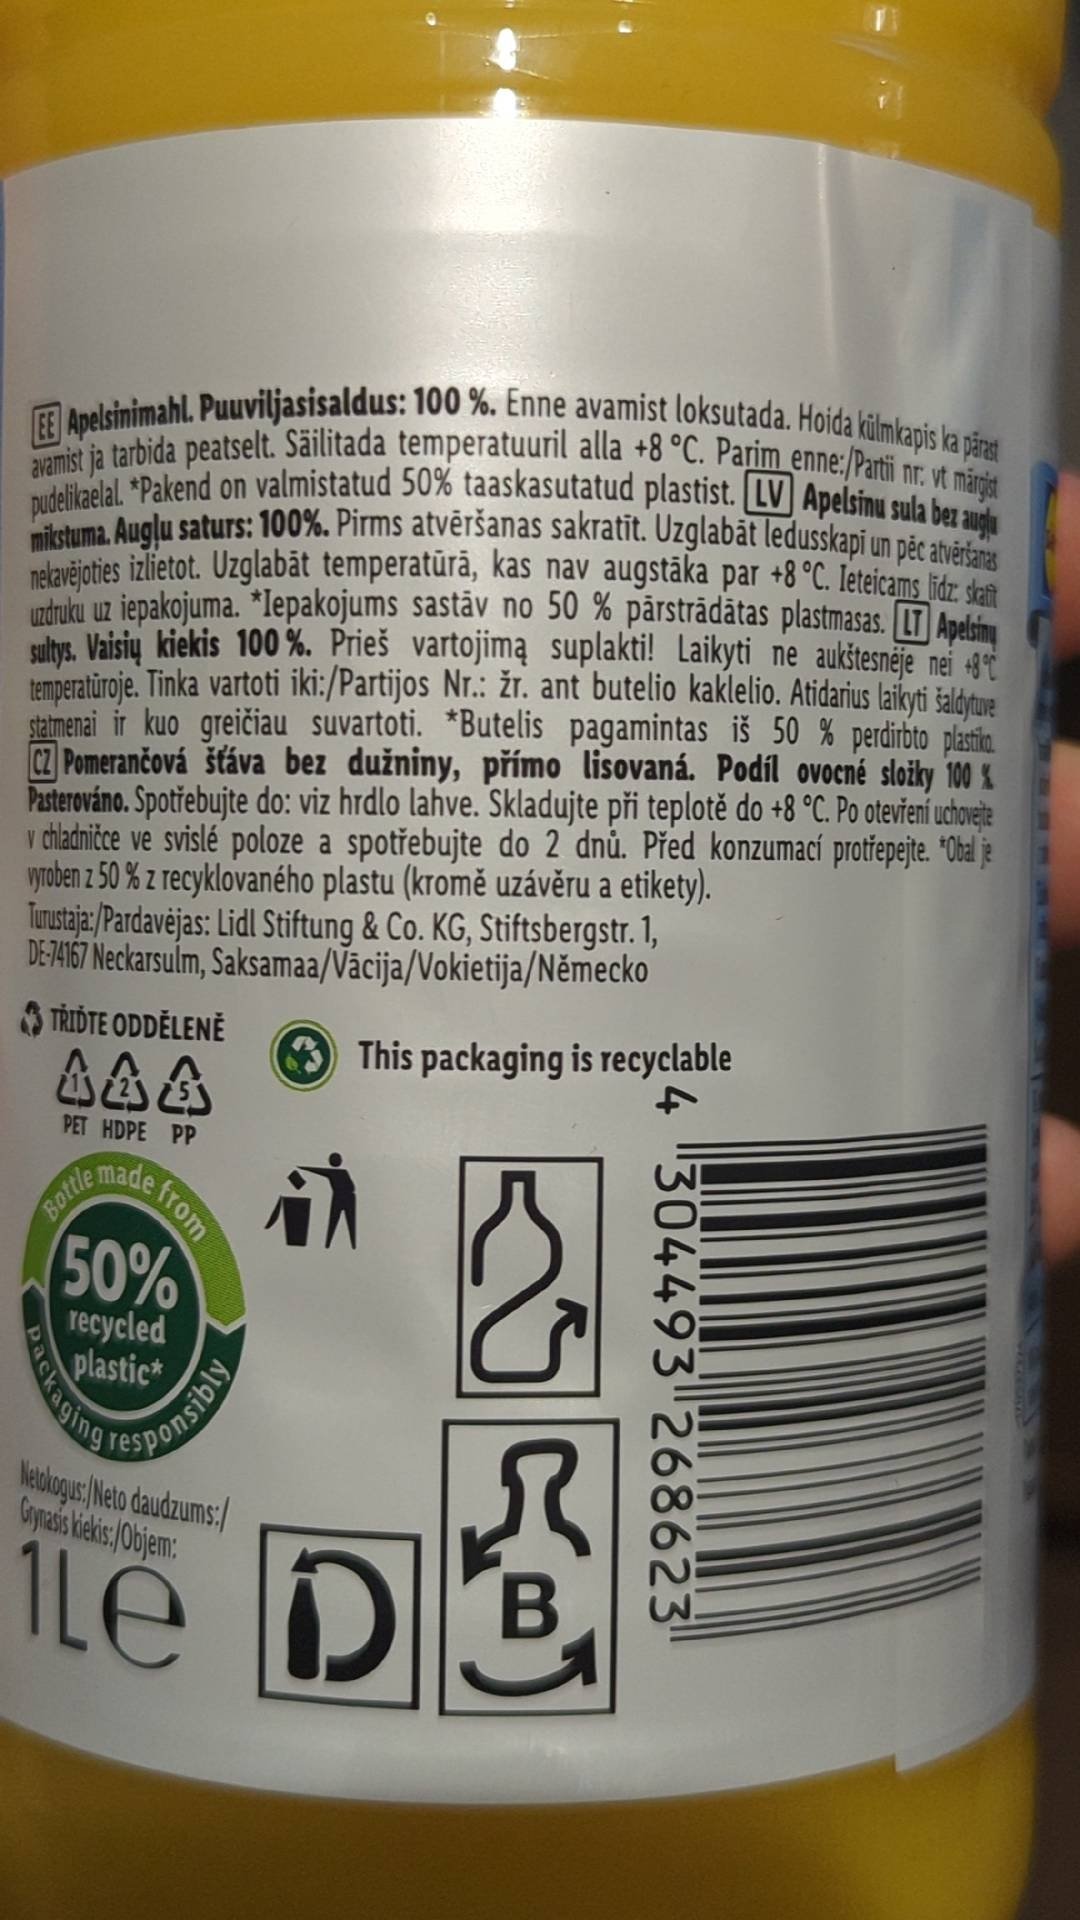 EE Apelsinimahl. Puuviljasisaldus: 100 %. Enne avamist loksutada. Hoida külmkapis ka pärast
avamist ja tarbida peatselt. Säilitada temperatuuril alla +8 °C. Parim enne:/Partii nr: vt märgist
pudelikaelal. *Pakend on valmistatud 50% taaskasutatud plastist. LV Apelsīnu sula bez augļu
mīkstuma. Augļu saturs: 100%. Pirms atvēršanas sakratīt. Uzglabāt ledusskapī un pēc atvēršanas
nekavējoties izlietot. Uzglabāt temperatūrā, kas nav augstāka par +8 °C. Ieteicams līdz: skatīt
uzdruku uz iepakojuma. *Iepakojums sastāv no 50 % pārstrādātas plastmasas. LT Apelsinų
sultys. Vaisių kiekis 100 %. Prieš vartojimą suplakti! Laikyti ne aukštesnėje nei +8 °C
temperatūroje. Tinka vartoti iki:/Partijos Nr.: žr. ant butelio kaklelio. Atidarius laikyti šaldytuve
statmenai ir kuo greičiau suvartoti. *Butelis pagamintas iš 50 % perdirbto plastiko.
CZ Pomerančová šťáva bez dužniny, přímo lisovaná. Podíl ovocné složky 100 %.
Pasterováno. Spotřebujte do: viz hrdlo lahve. Skladujte při teplotě do +8 °C. Po otevření uchovejte
v chladničce ve svislé poloze a spotřebujte do 2 dnů. Před konzumací protřepejte. *Obal je
vyroben z 50 % z recyklovaného plastu (kromě uzávěru a etikety).
Turustaja:/Pardavėjas: Lidl Stiftung & Co. KG, Stiftsbergstr. 1,
DE-74167 Neckarsulm, Saksamaa/Vācija/Vokietija/Německo
TŘIĎTE ODDĚLENĚ
1 2 5
PET HDPE PP
This packaging is recyclable
Bottle made from
50%
recycled
plastic*
packaging responsibly
Netokogus:/Neto daudzums:/
Grynasis kiekis:/Objem:
1L e
B
4 304493 268623